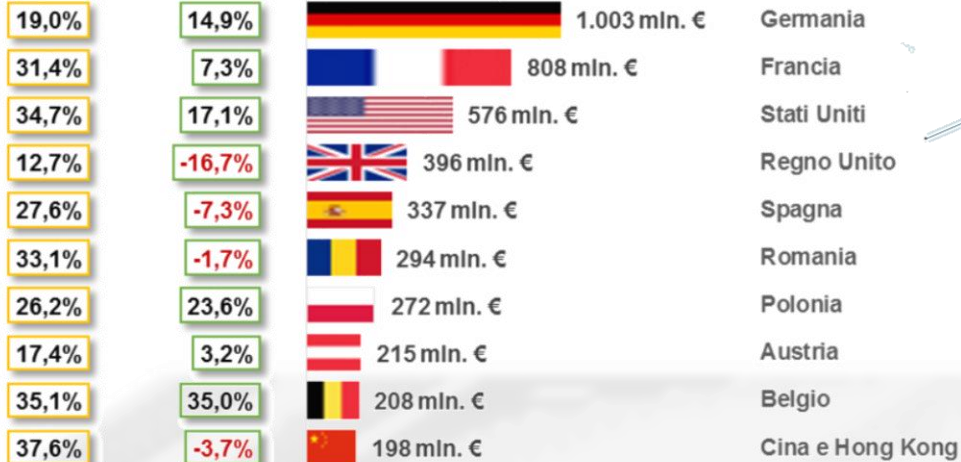 19,0% 14,9% 1.003 mln. € Germania
31,4% 7,3% 808 mln. € Francia
34,7% 17,1% 576 mln. € Stati Uniti
12,7% -16,7% 396 mln. € Regno Unito
27,6% -7,3% 337 mln. € Spagna
33,1% -1,7% 294 mln. € Romania
26,2% 23,6% 272 mln. € Polonia
17,4% 3,2% 215 mln. € Austria
35,1% 35,0% 208 mln. € Belgio
37,6% -3,7% 198 mln. € Cina e Hong Kong